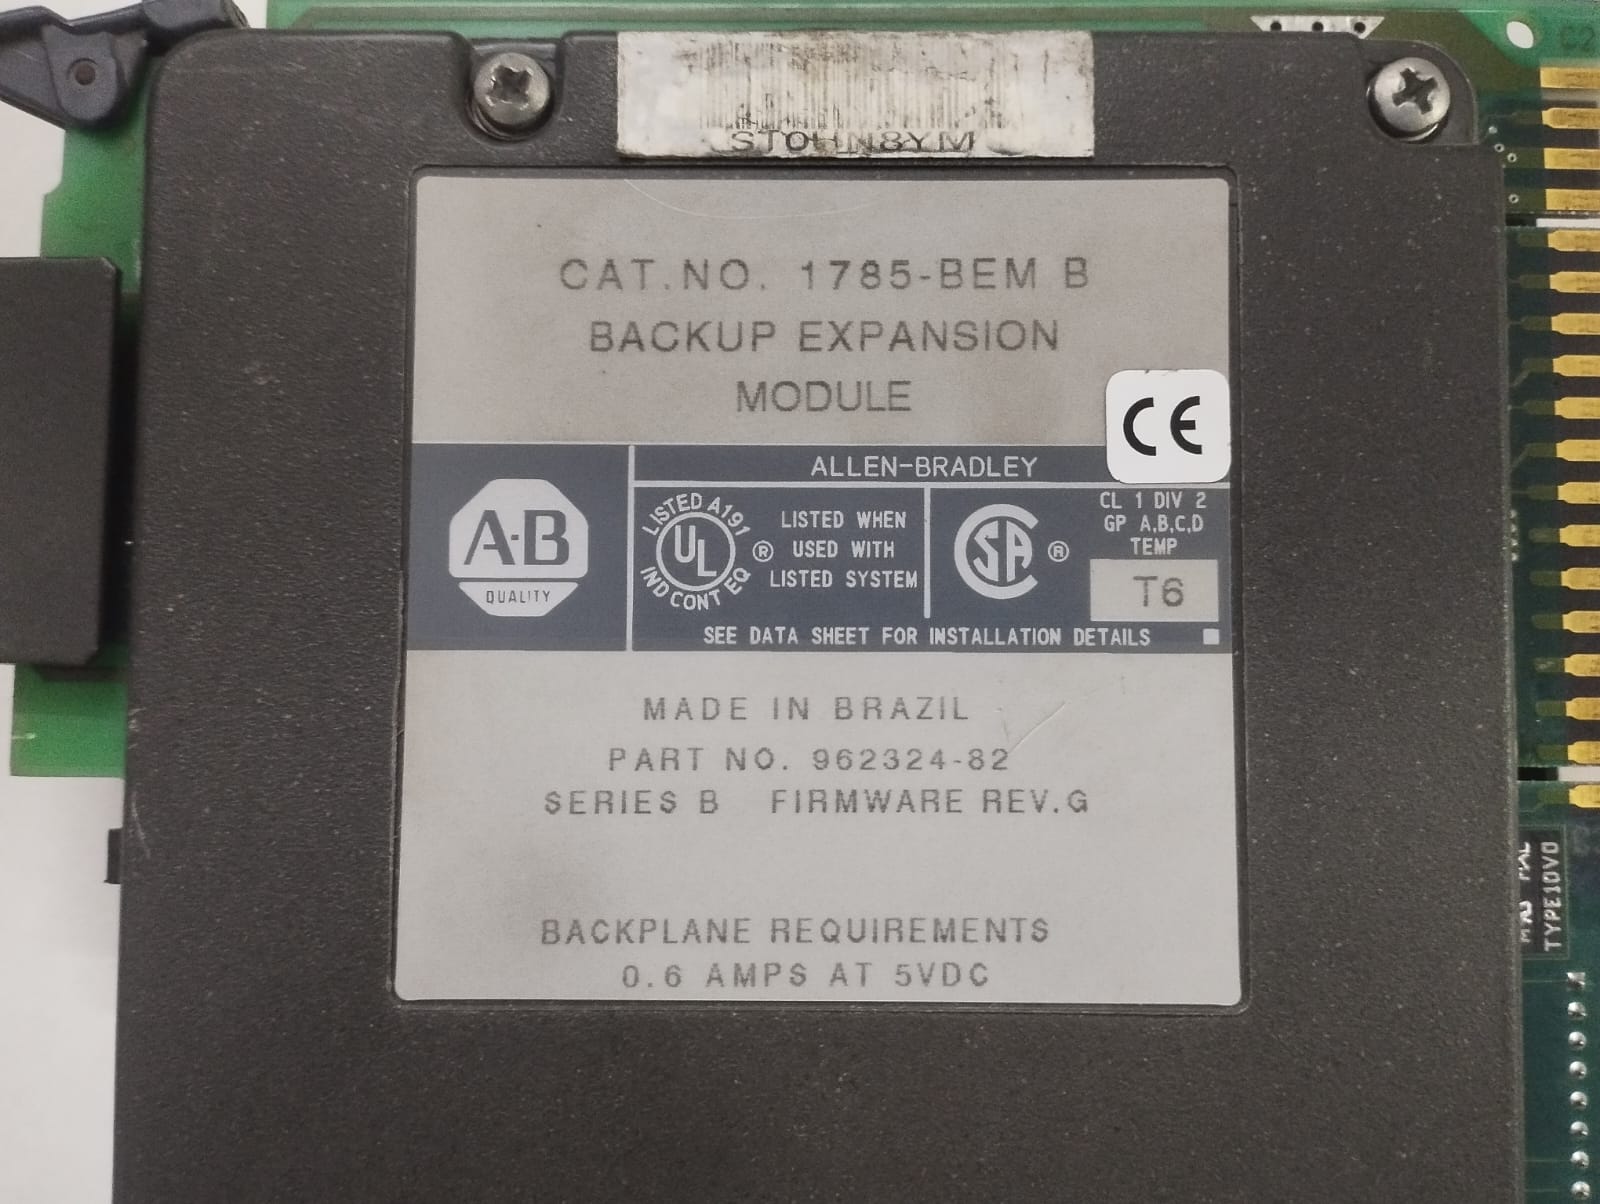 CAT.NO. 1785-BEM B
BACKUP EXPANSION
MODULE
CE
ALLEN-BRADLEY
A·B
QUALITY
LISTED A191
UL
IND CONT EQ
®
LISTED WHEN
USED WITH
LISTED SYSTEM
SA
®
CL 1 DIV 2
GP A,B,C,D
TEMP
T6
SEE DATA SHEET FOR INSTALLATION DETAILS
MADE IN BRAZIL
PART NO. 962324-82
SERIES B FIRMWARE REV.G
BACKPLANE REQUIREMENTS
0.6 AMPS AT 5VDC
TYPE10V0